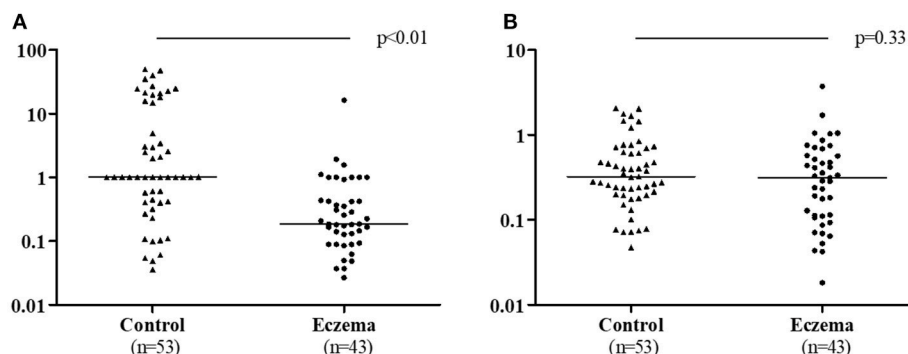 A
p<0.01
100
10
1
0.1
0.01
Control
(n=53)
Eczema
(n=43)
B
p=0.33
10
1
0.1
0.01
Control
(n=53)
Eczema
(n=43)